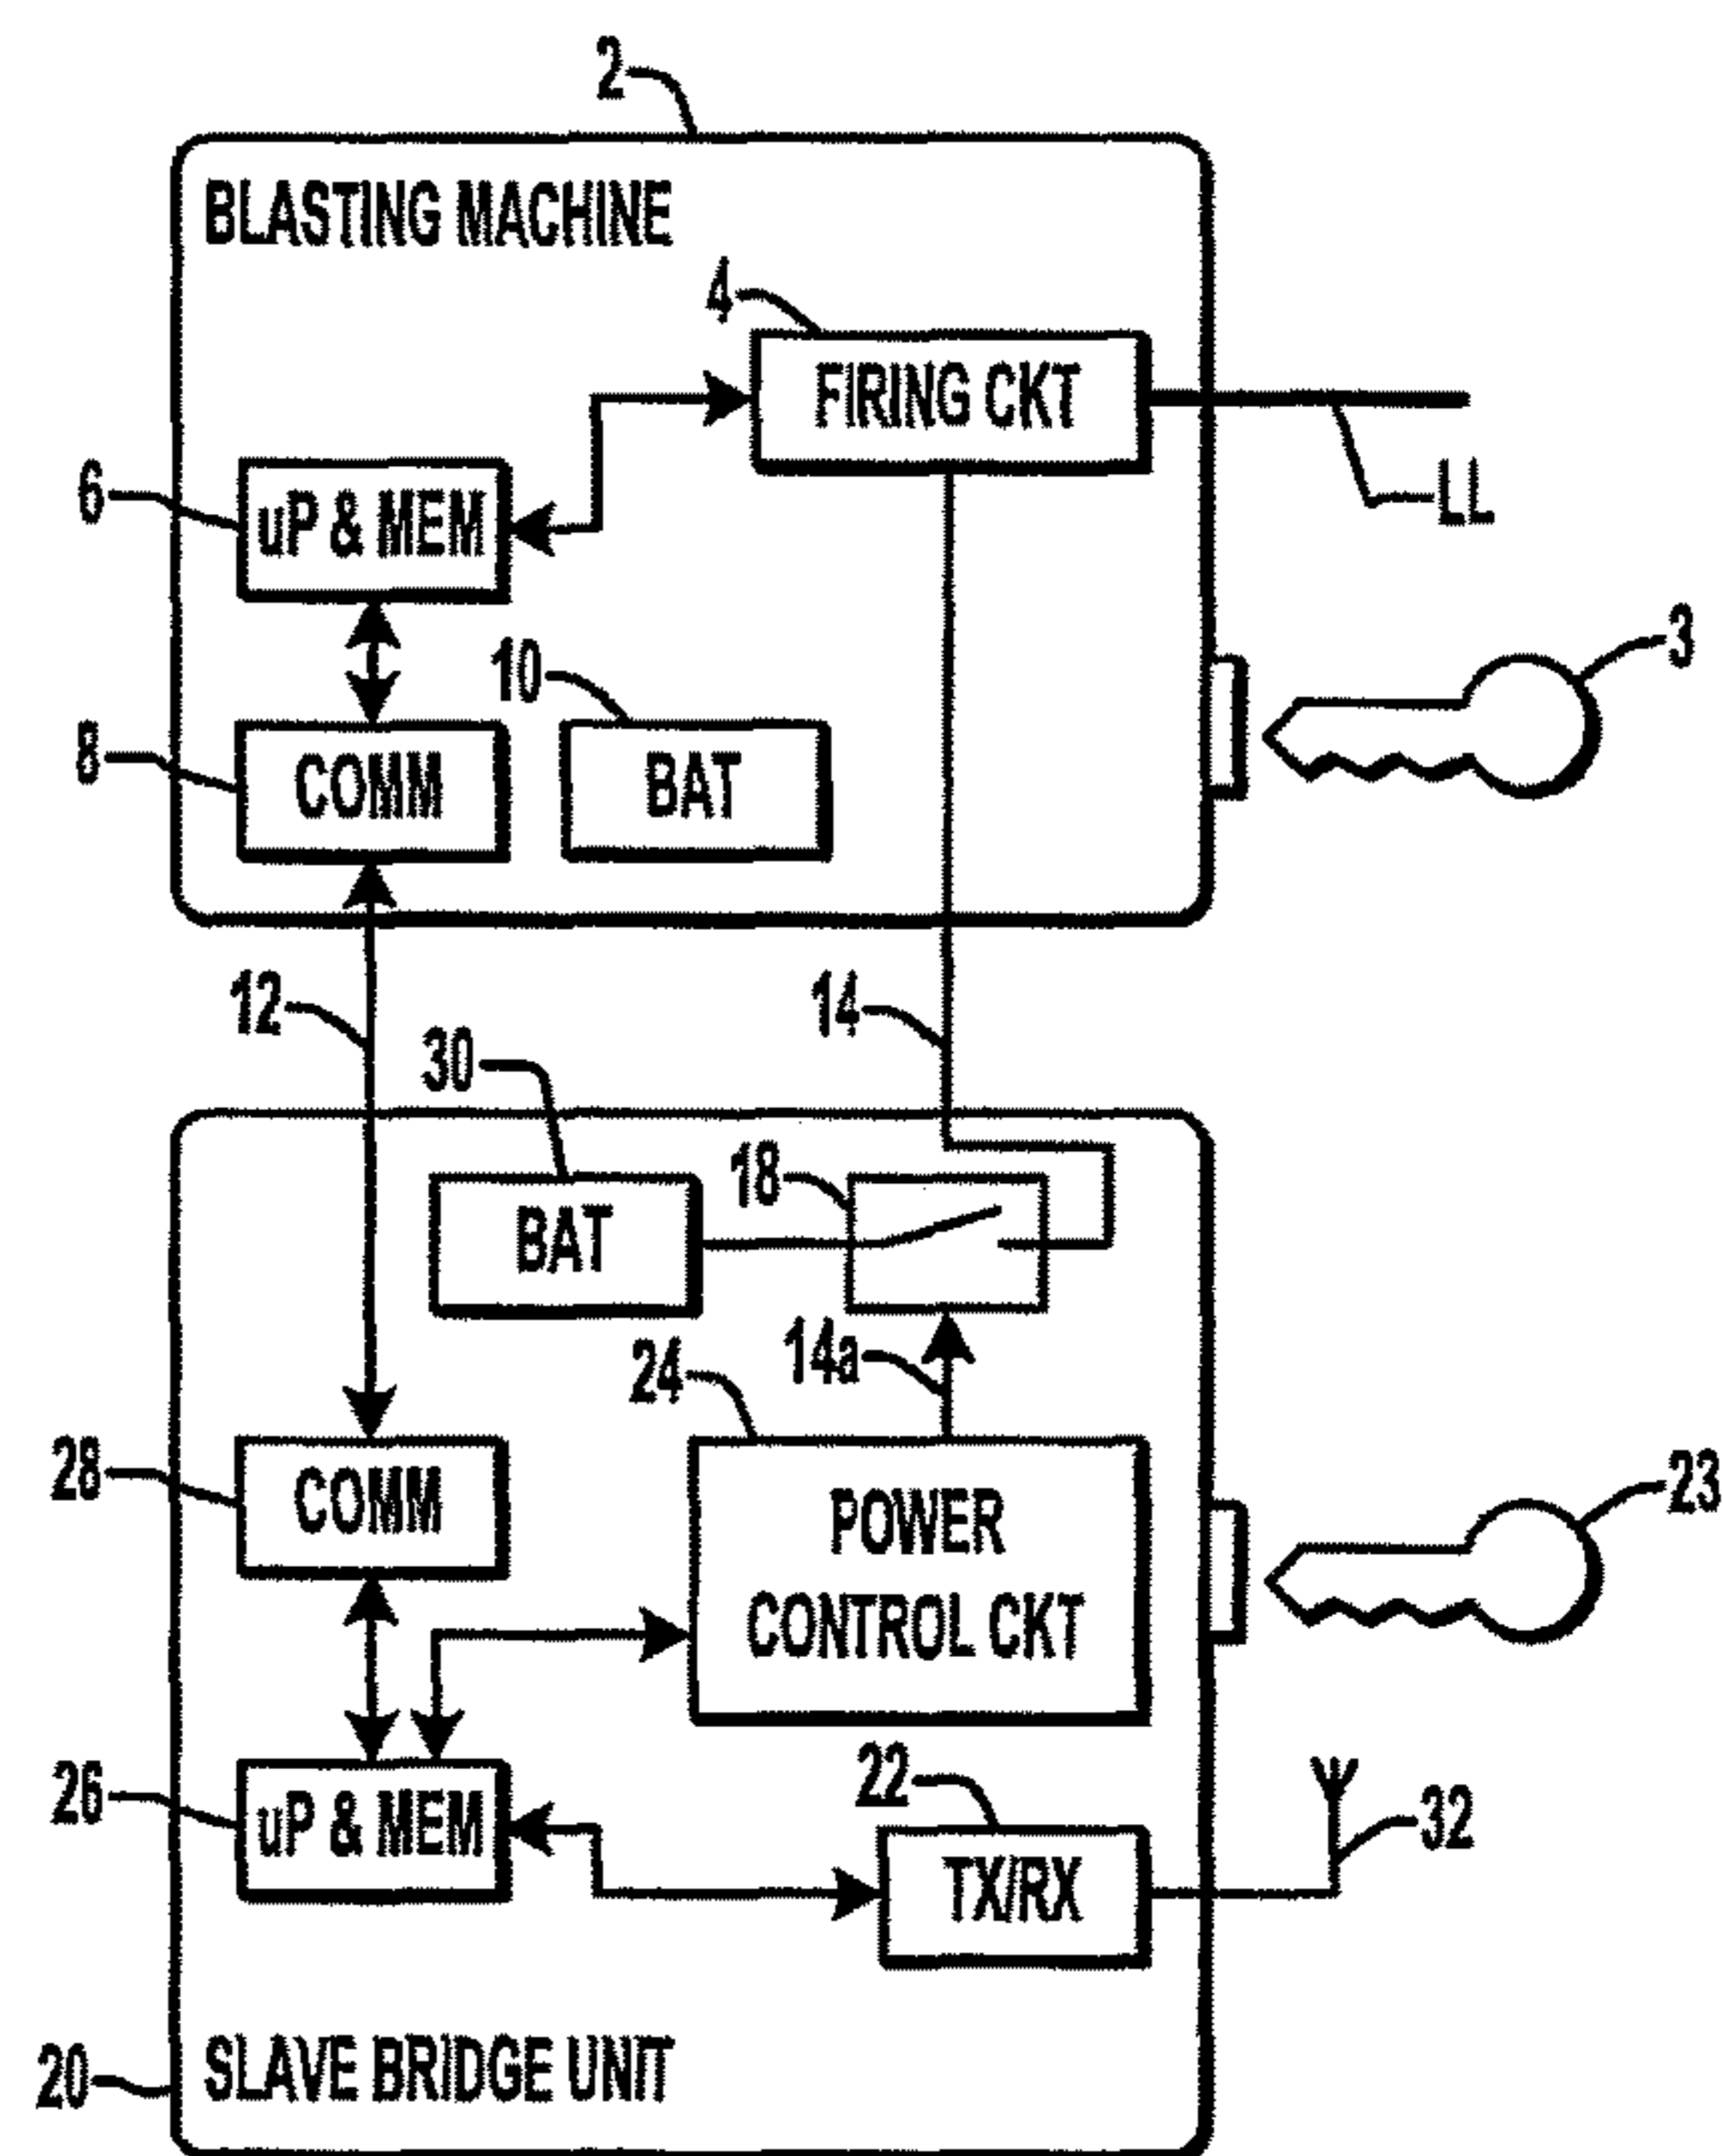 2
BLASTING MACHINE
4
FIRING CKT
LL
6
uP & MEM
3
10
8
COMM
BAT
12
14
30
18
BAT
14a
24
28
COMM
POWER
CONTROL CKT
23
22
26
uP & MEM
32
TX/RX
20
SLAVE BRIDGE UNIT